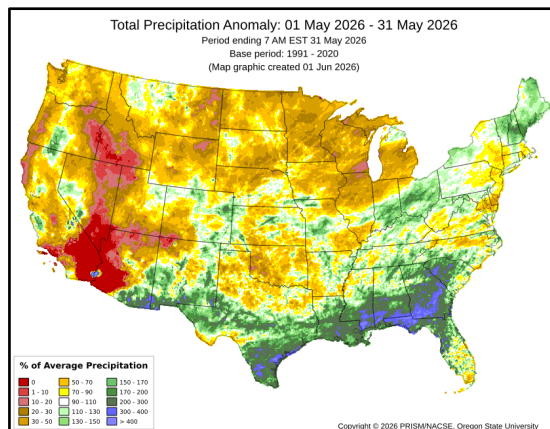 Total Precipitation Anomaly: 01 May 2026 - 31 May 2026
Period ending 7 AM EST 31 May 2026
Base period: 1991 - 2020
(Map graphic created 01 Jun 2026)
% of Average Precipitation
0
1 - 10
10 - 20
20 - 30
30 - 50
50 - 70
70 - 90
90 - 110
110 - 130
130 - 150
150 - 170
170 - 200
200 - 300
300 - 400
> 400
Copyright © 2026 PRISM/NACSE, Oregon State University